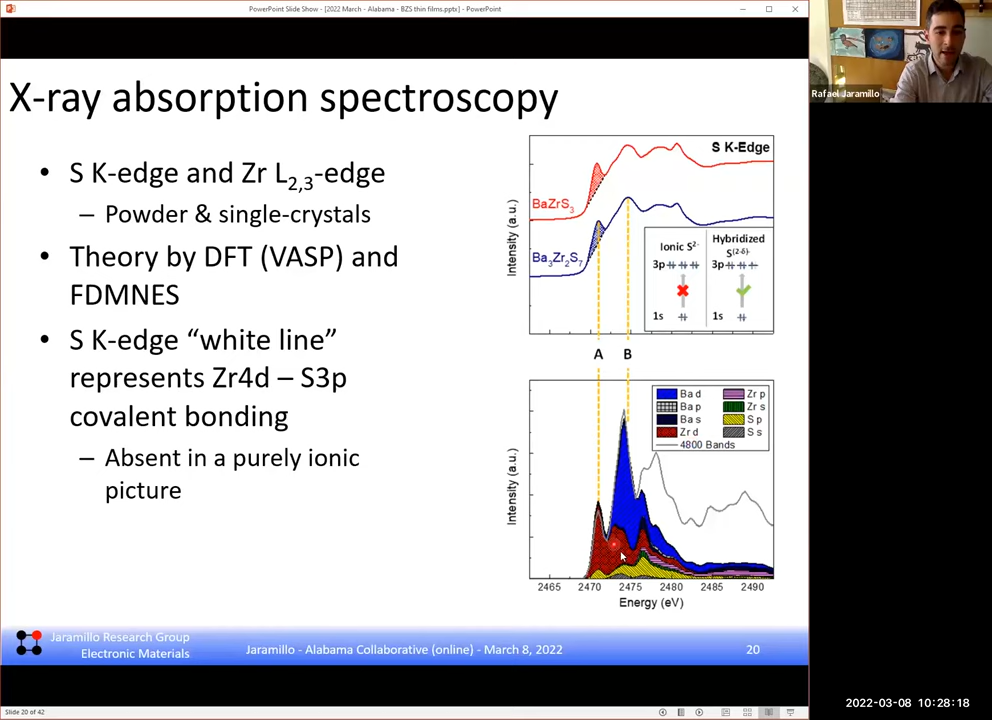 PowerPoint Slide Show - [2022 March - Alabama - BZS thin films.pptx] - PowerPoint
X-ray absorption spectroscopy
• S K-edge and Zr L2,3-edge
– Powder & single-crystals
• Theory by DFT (VASP) and
FDMNES
• S K-edge “white line”
represents Zr4d – S3p
covalent bonding
– Absent in a purely ionic
picture
S K-Edge
BaZrS3
Ba3Zr2S7
Intensity (a.u.)
Ionic S2-
3p
1s
Hybridized
S(2-δ)-
3p
1s
A B
Ba d
Ba p
Ba s
Zr d
Zr p
Zr s
S p
S s
4800 Bands
Intensity (a.u.)
2465 2470 2475 2480 2485 2490
Energy (eV)
Jaramillo Research Group
Electronic Materials
Jaramillo - Alabama Collaborative (online) - March 8, 2022
20
Slide 20 of 42
Rafael Jaramillo
2022-03-08 10:28:18